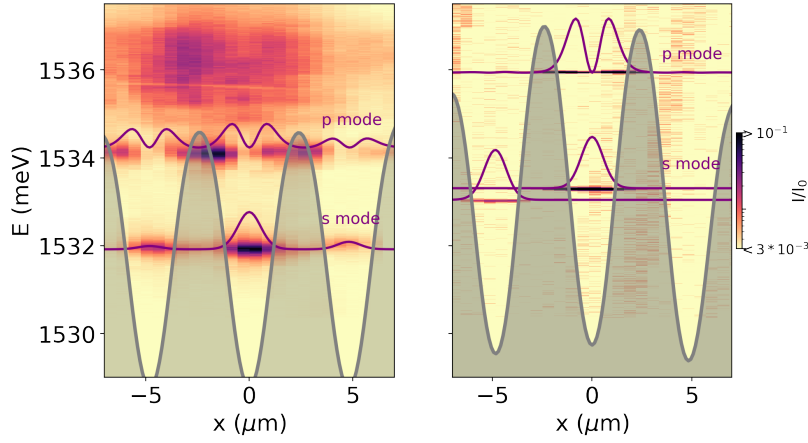 E (meV)
1536
1534
1532
1530
p mode
s mode
−5
0
5
x (μm)
p mode
s mode
−5
0
5
x (μm)
> 10⁻¹
< 3 * 10⁻³
I/I₀